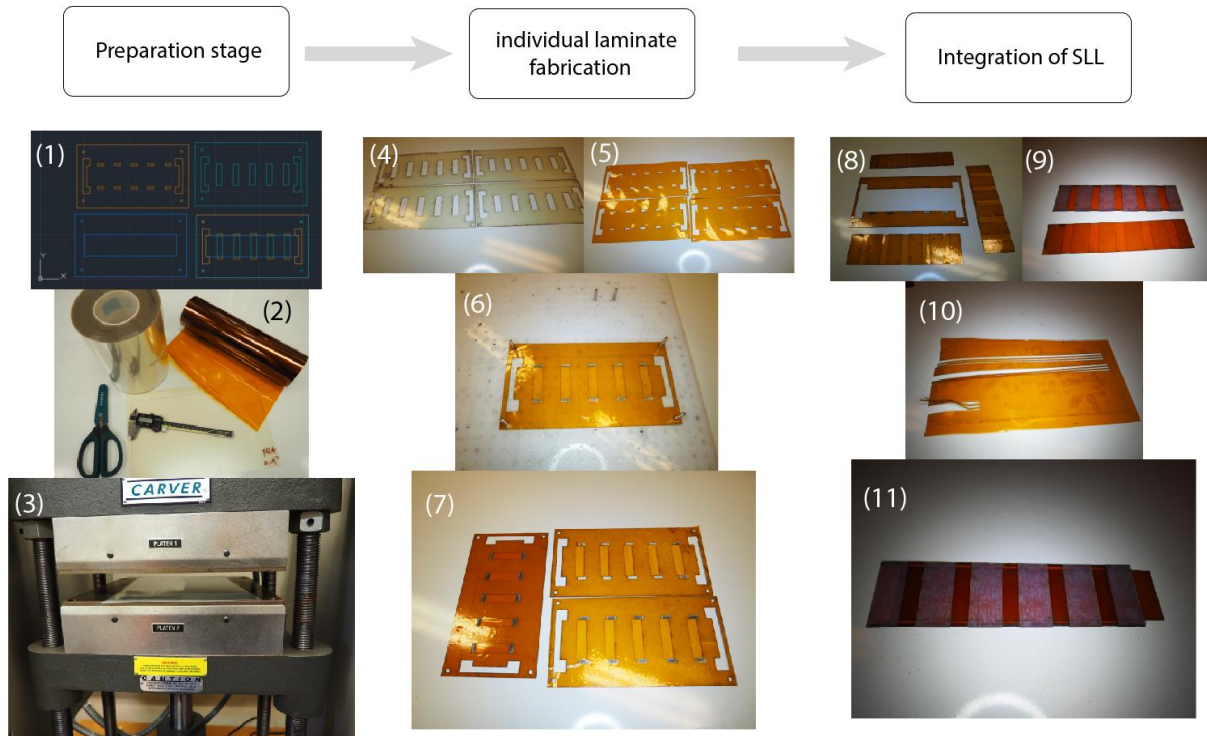 Preparation stage
individual laminate
fabrication
Integration of SLL
(1)
(2)
(3)
CARVER
PLATEN 1
PLATEN 2
CAUTION
(4)
(5)
(6)
(7)
(8)
(9)
(10)
(11)
Y
X